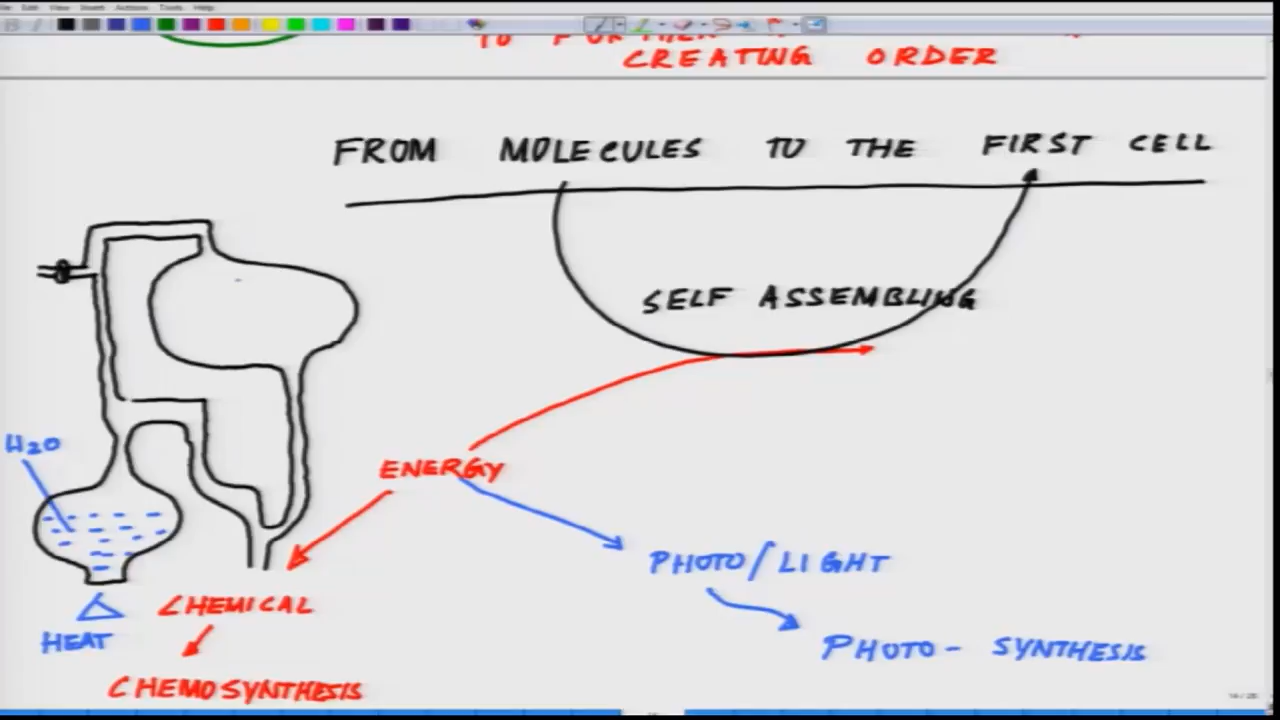 CREATING ORDER
FROM MOLECULES TO THE FIRST CELL
SELF ASSEMBLING
H2O
ENERGY
PHOTO/LIGHT
CHEMICAL
HEAT
PHOTO - SYNTHESIS
CHEMOSYNTHESIS